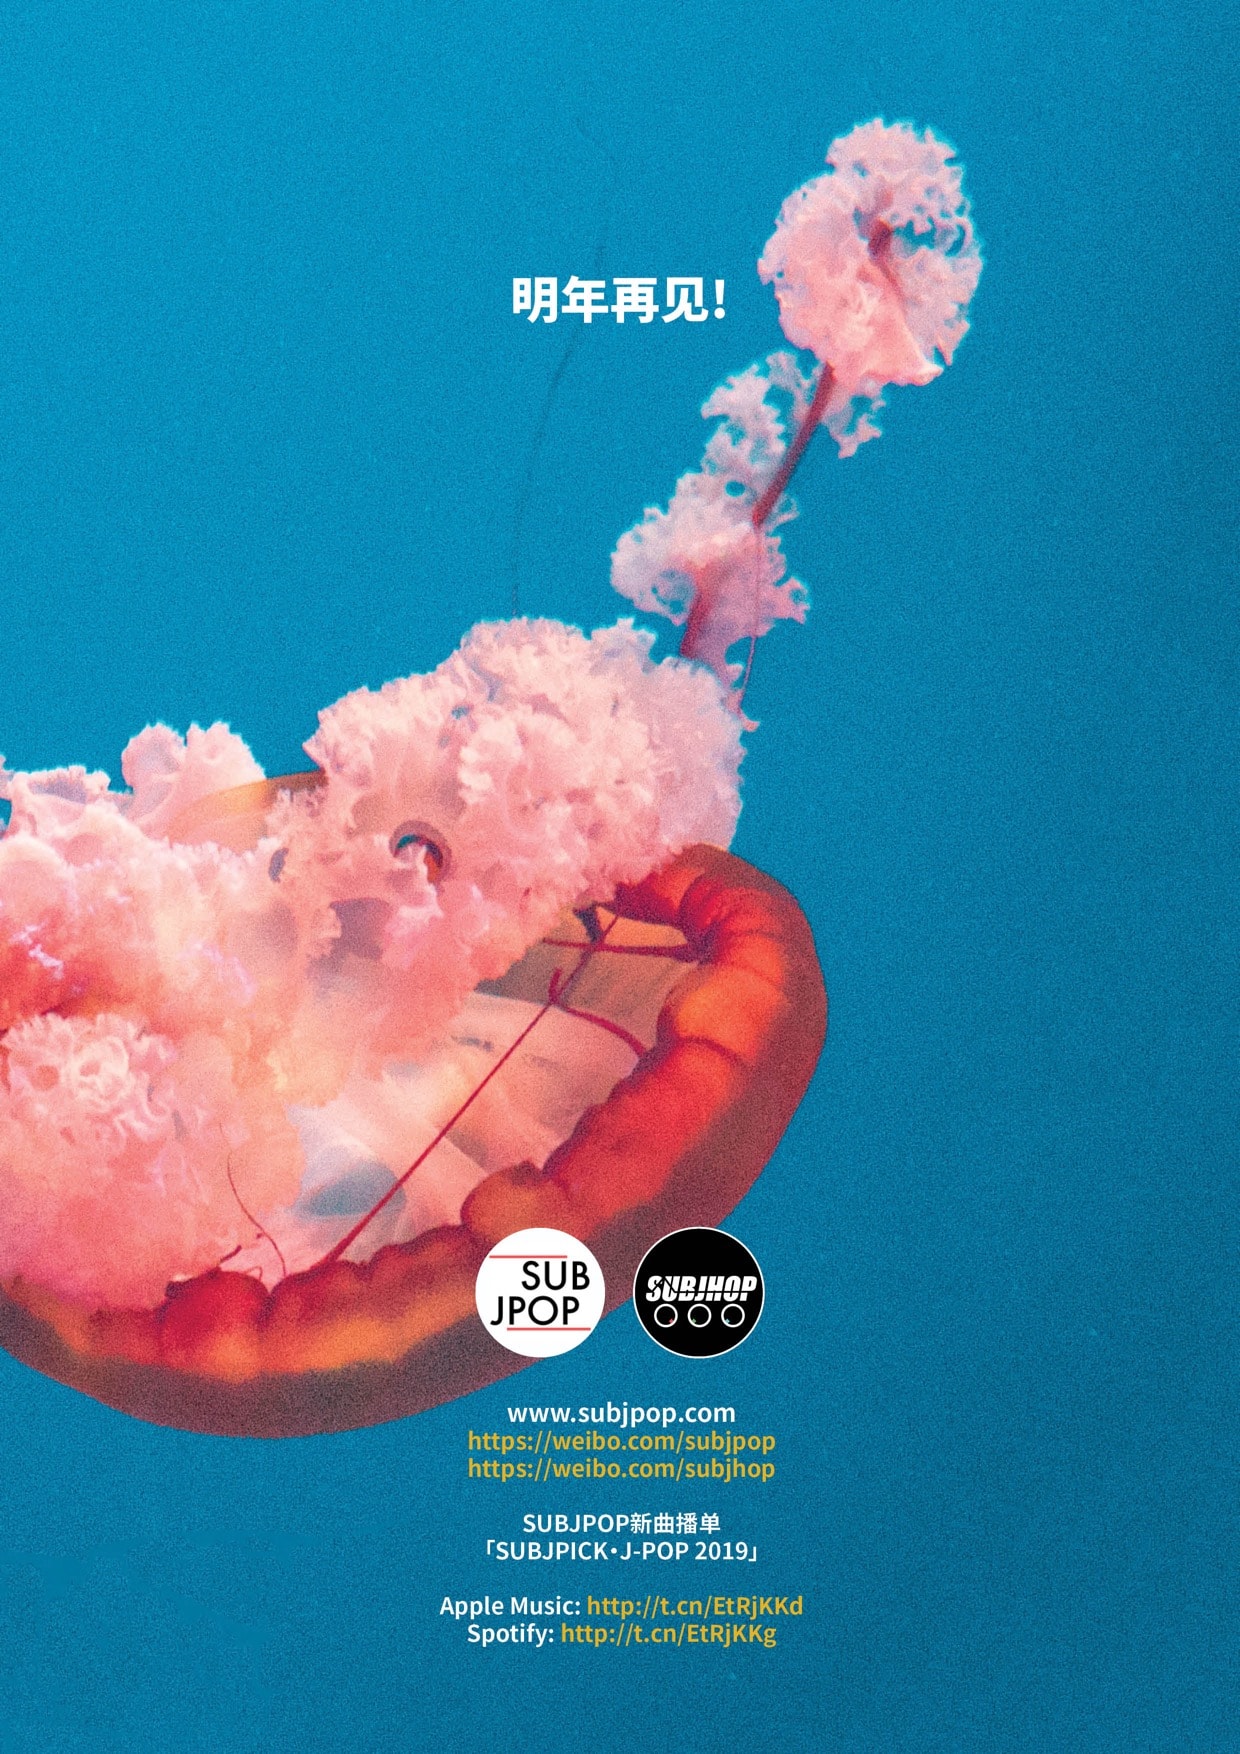 明年再见!
SUB
JPOP
SUBJHOP
www.subjpop.com
https://weibo.com/subjpop
https://weibo.com/subjhop
SUBJPOP新曲播单
「SUBJPICK・J-POP 2019」
Apple Music: http://t.cn/EtRjKKd
Spotify: http://t.cn/EtRjKKg